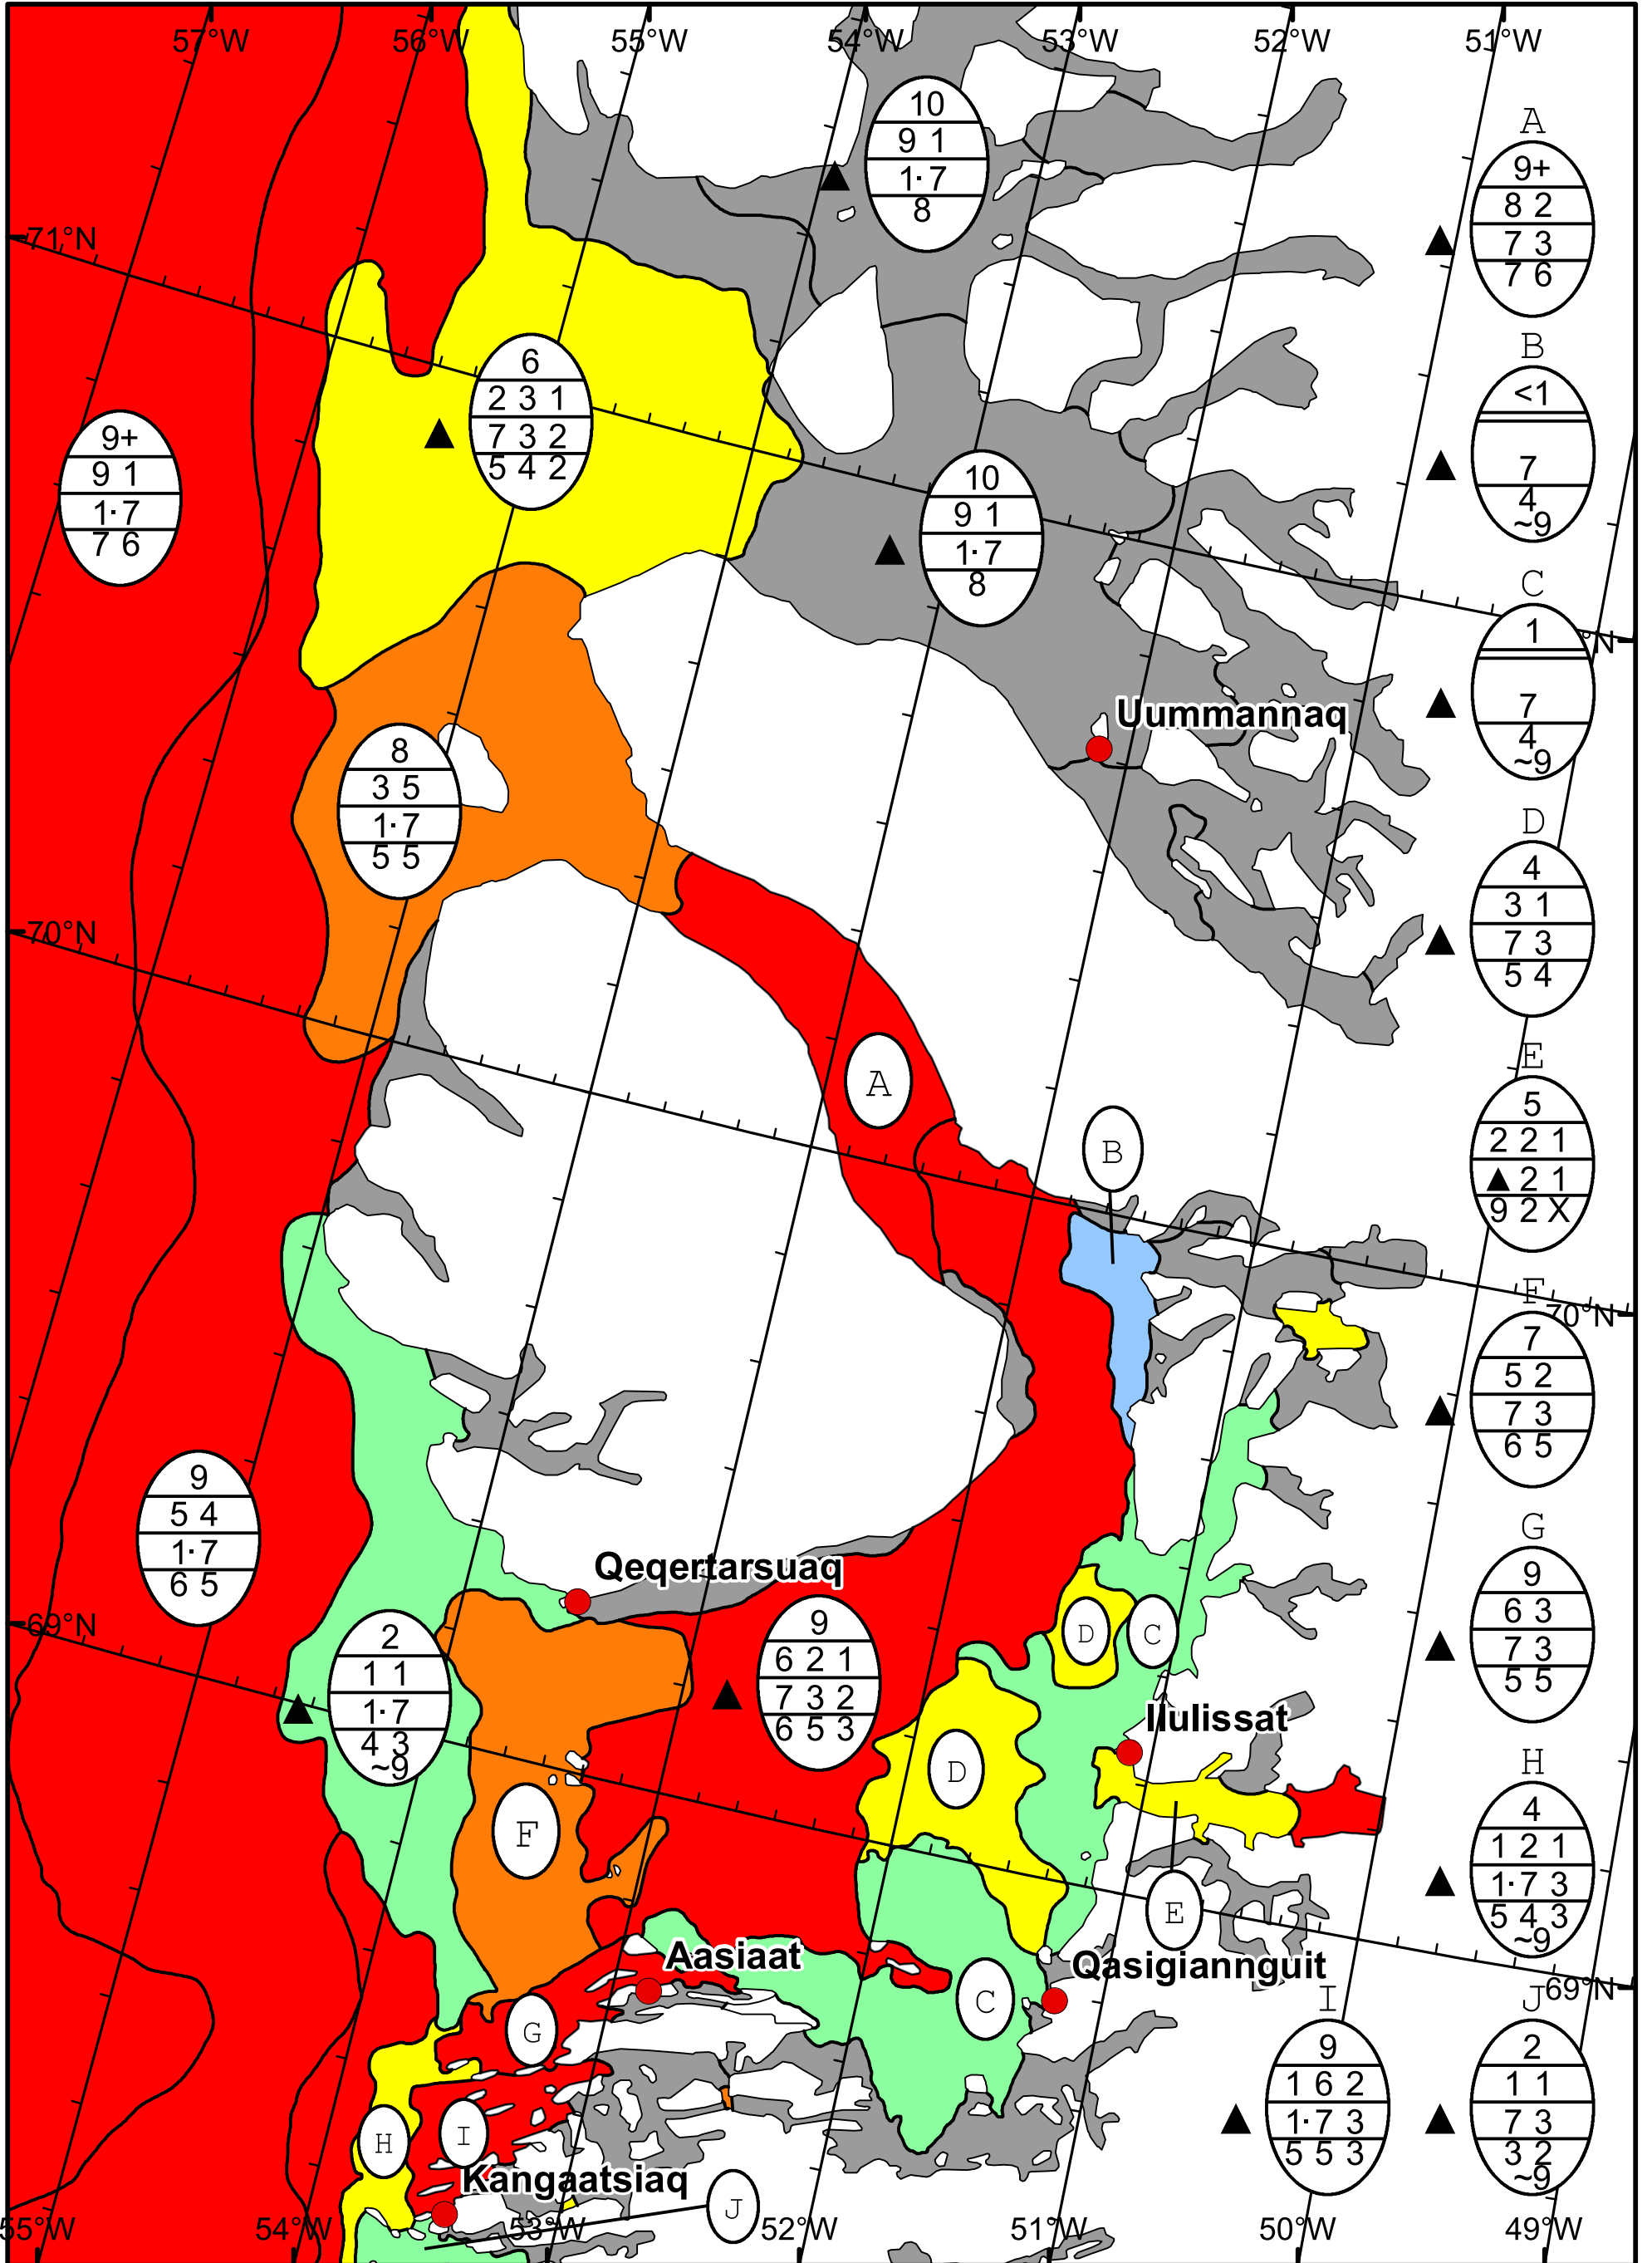 57°W 56°W 55°W 54°W 53°W 52°W 51°W
10
9 1
1·7
8
A
9+
8 2
7 3
7 6
71°N
B
<1
7
4
~9
6
2 3 1
7 3 2
5 4 2
9+
9 1
1·7
7 6
10
9 1
1·7
8
C
1
7
4
~9
°N
Uummannaq
8
3 5
1·7
5 5
D
4
3 1
7 3
5 4
70°N
A
B
E
5
2 2 1
▲ 2 1
9 2 X
F
70°N
7
5 2
7 3
6 5
9
5 4
1·7
6 5
Qeqertarsuaq
G
9
6 3
7 3
5 5
69°N
2
1 1
1·7
4 3
~9
9
6 2 1
7 3 2
6 5 3
D
C
Ilulissat
D
F
E
H
4
1 2 1
1·7 3
5 4 3
~9
Aasiaat
Qasigiannguit
C
G
69°N
I
9
1 6 2
1·7 3
5 5 3
J
2
1 1
7 3
3 2
~9
H
I
Kangaatsiaq
J
55°W 54°W 53°W 52°W 51°W 50°W 49°W